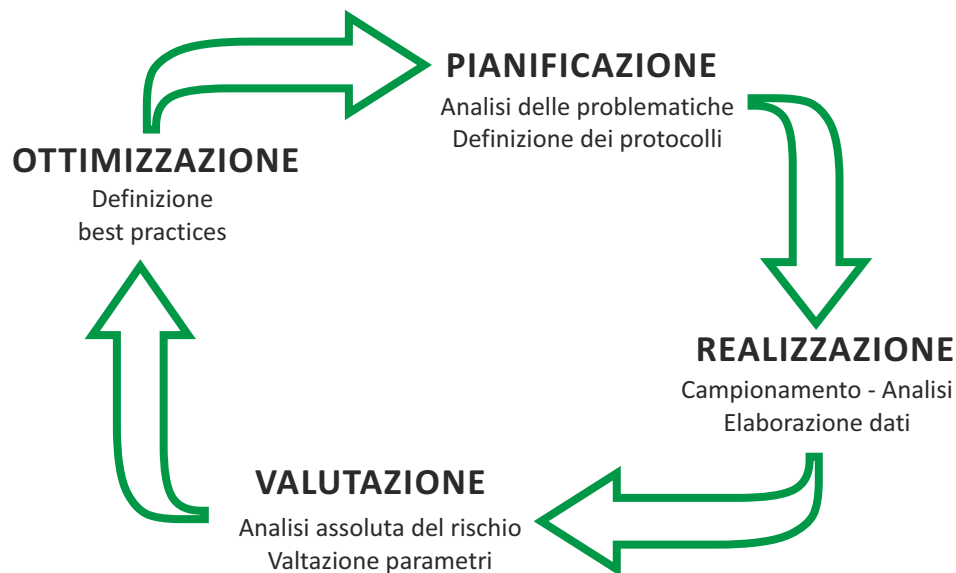 PIANIFICAZIONE
Analisi delle problematiche
Definizione dei protocolli
OTTIMIZZAZIONE
Definizione
best practices
REALIZZAZIONE
Campionamento - Analisi
Elaborazione dati
VALUTAZIONE
Analisi assoluta del rischio
Valtazione parametri